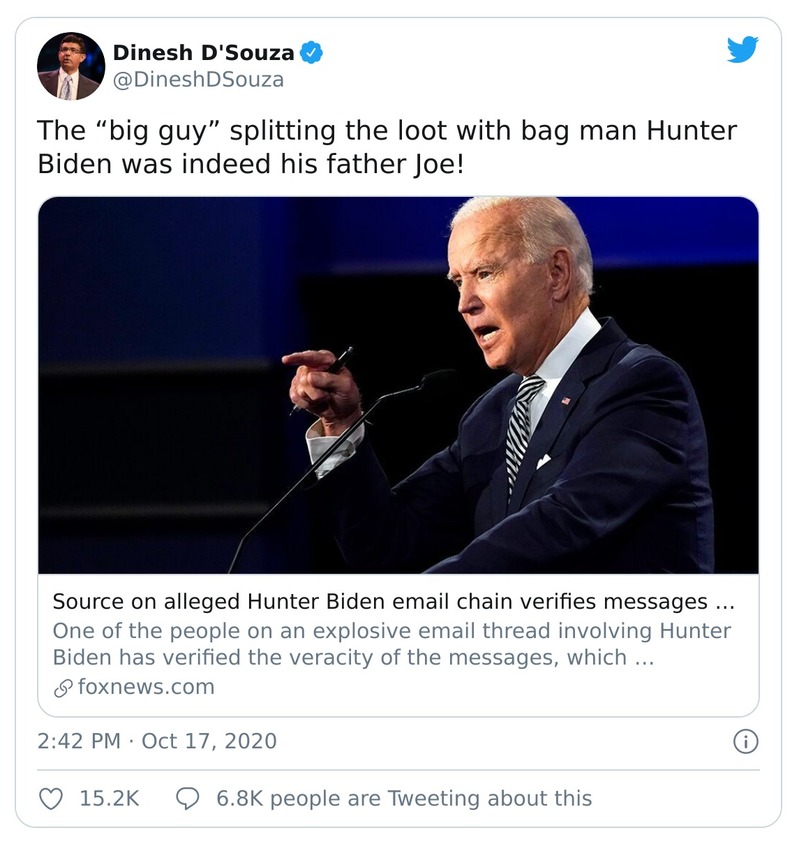 Dinesh D'Souza
@DineshDSouza
The “big guy” splitting the loot with bag man Hunter
Biden was indeed his father Joe!
Source on alleged Hunter Biden email chain verifies messages ...
One of the people on an explosive email thread involving Hunter
Biden has verified the veracity of the messages, which ...
foxnews.com
2:42 PM · Oct 17, 2020
15.2K 6.8K people are Tweeting about this